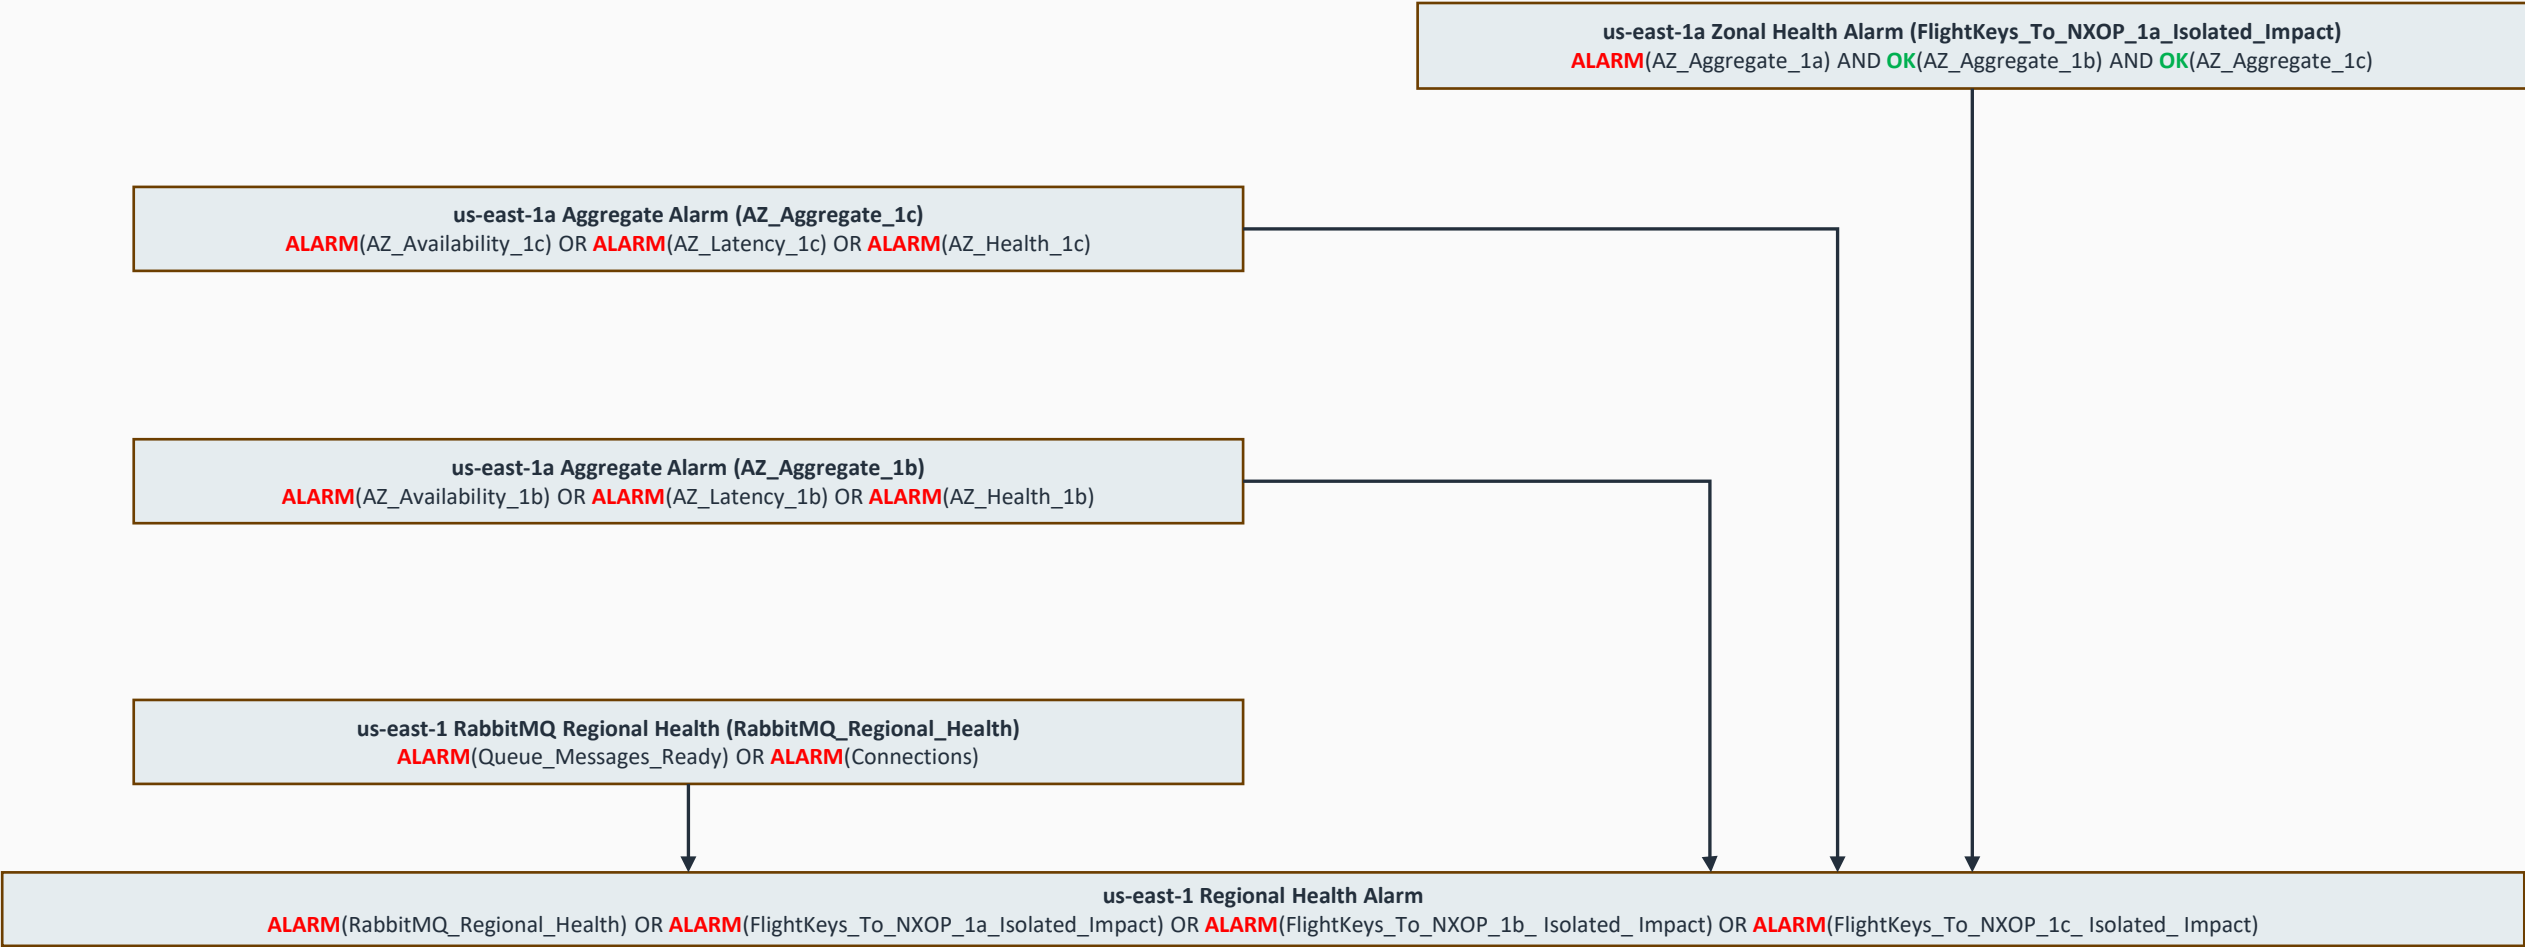 us-east-1a Zonal Health Alarm (FlightKeys_To_NXOP_1a_Isolated_Impact)
ALARM(AZ_Aggregate_1a) AND OK(AZ_Aggregate_1b) AND OK(AZ_Aggregate_1c)
us-east-1a Aggregate Alarm (AZ_Aggregate_1c)
ALARM(AZ_Availability_1c) OR ALARM(AZ_Latency_1c) OR ALARM(AZ_Health_1c)
us-east-1a Aggregate Alarm (AZ_Aggregate_1b)
ALARM(AZ_Availability_1b) OR ALARM(AZ_Latency_1b) OR ALARM(AZ_Health_1b)
us-east-1 RabbitMQ Regional Health (RabbitMQ_Regional_Health)
ALARM(Queue_Messages_Ready) OR ALARM(Connections)
us-east-1 Regional Health Alarm
ALARM(RabbitMQ_Regional_Health) OR ALARM(FlightKeys_To_NXOP_1a_Isolated_Impact) OR ALARM(FlightKeys_To_NXOP_1b_ Isolated_ Impact) OR ALARM(FlightKeys_To_NXOP_1c_ Isolated_ Impact)